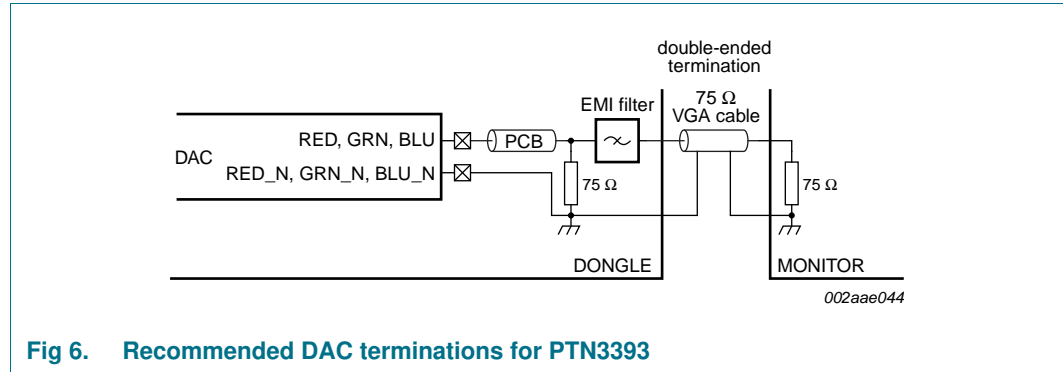 double-ended
termination
EMI filter
75 Ω
VGA cable
RED, GRN, BLU
PCB
DAC
RED_N, GRN_N, BLU_N
75 Ω
75 Ω
DONGLE
MONITOR
002aae044
Fig 6. Recommended DAC terminations for PTN3393